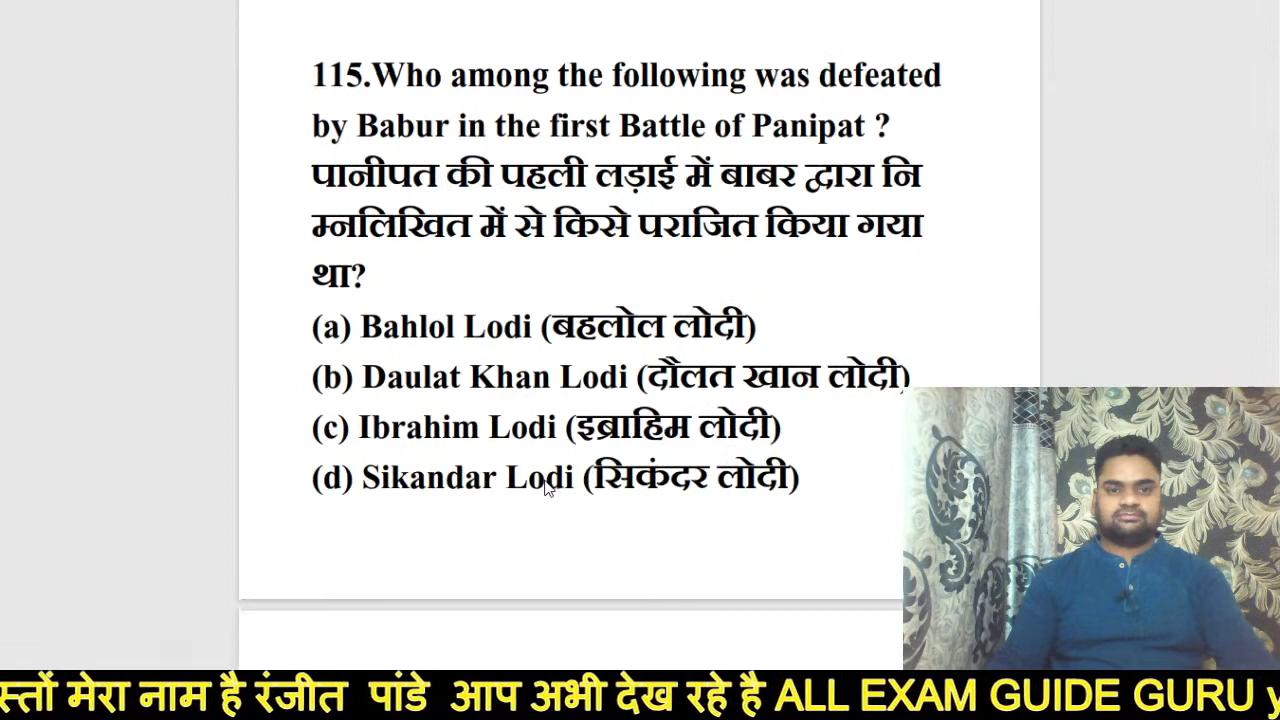 115.Who among the following was defeated
by Babur in the first Battle of Panipat ?
पानीपत की पहली लड़ाई में बाबर द्वारा नि
म्नलिखित में से किसे पराजित किया गया
था?
(a) Bahlol Lodi (बहलोल लोदी)
(b) Daulat Khan Lodi (दौलत खान लोदी)
(c) Ibrahim Lodi (इब्राहिम लोदी)
(d) Sikandar Lodi (सिकंदर लोदी)
स्तों मेरा नाम है रंजीत पांडे आप अभी देख रहे है ALL EXAM GUIDE GURU y